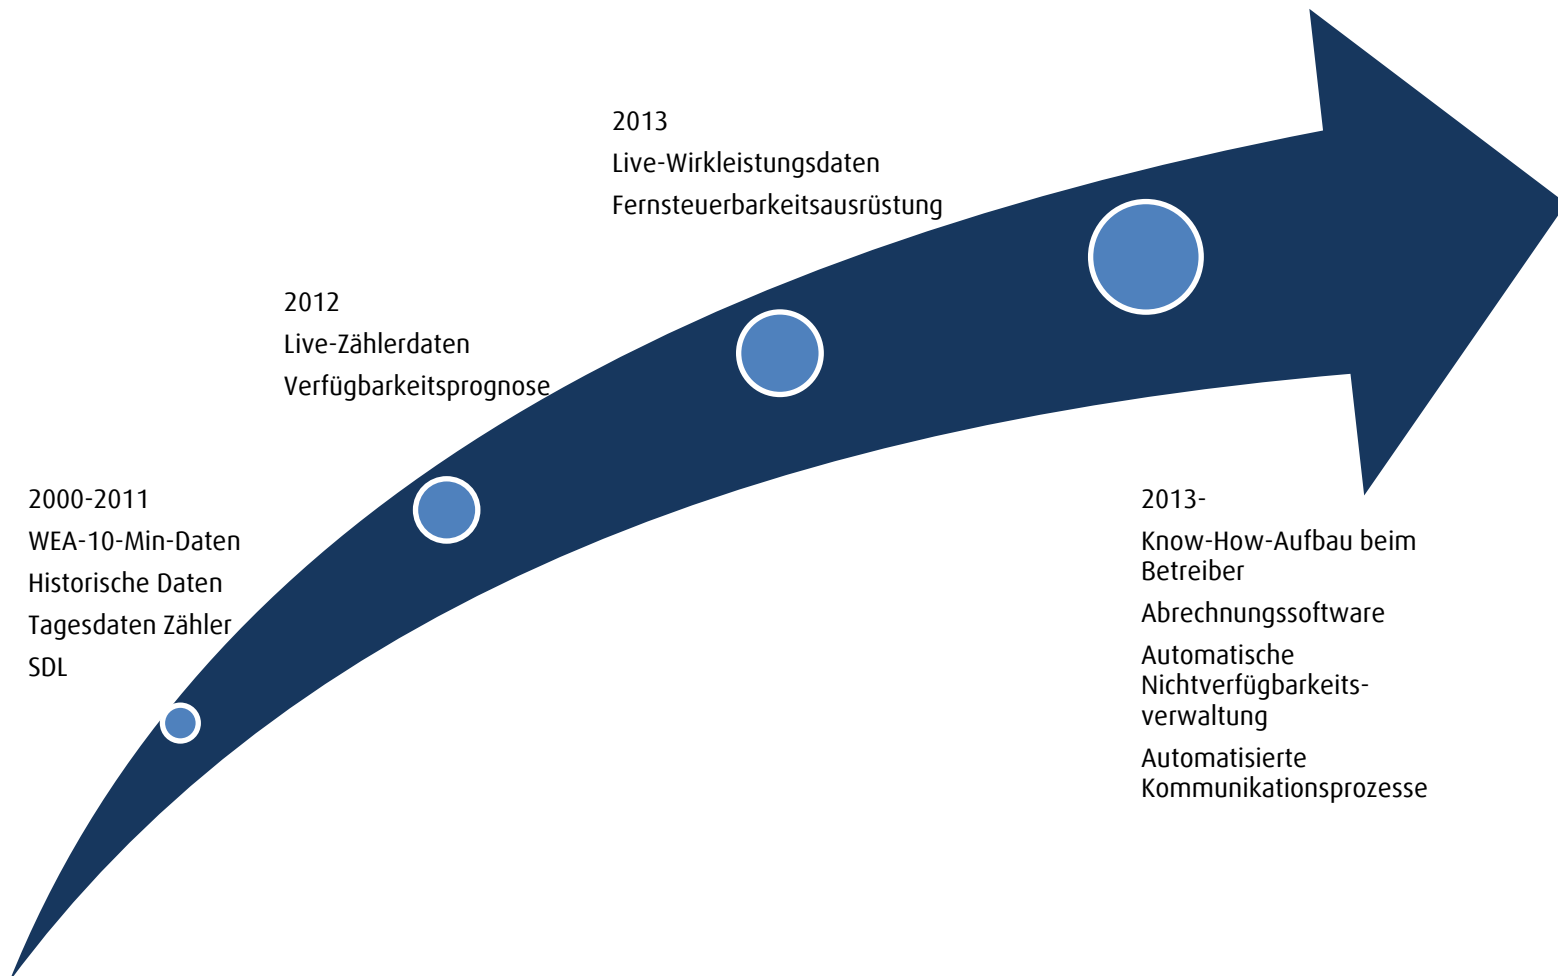 2000-2011
WEA-10-Min-Daten
Historische Daten
Tagesdaten Zähler
SDL
2012
Live-Zählerdaten
Verfügbarkeitsprognose
2013
Live-Wirkleistungsdaten
Fernsteuerbarkeitsausrüstung
2013-
Know-How-Aufbau beim
Betreiber
Abrechnungssoftware
Automatische
Nichtverfügbarkeits-
verwaltung
Automatisierte
Kommunikationsprozesse